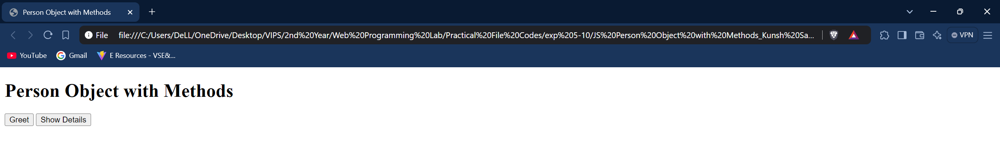 Person Object with Methods
File file:///C:/Users/DeLL/OneDrive/Desktop/VIPS/2nd%20Year/Web%20Programming%20Lab/Practical%20File%20Codes/exp%205-10/JS%20Person%20Object%20with%20Methods_Kunsh%20Sa... VPN
YouTube Gmail E Resources - VSE&...
Person Object with Methods
Greet Show Details